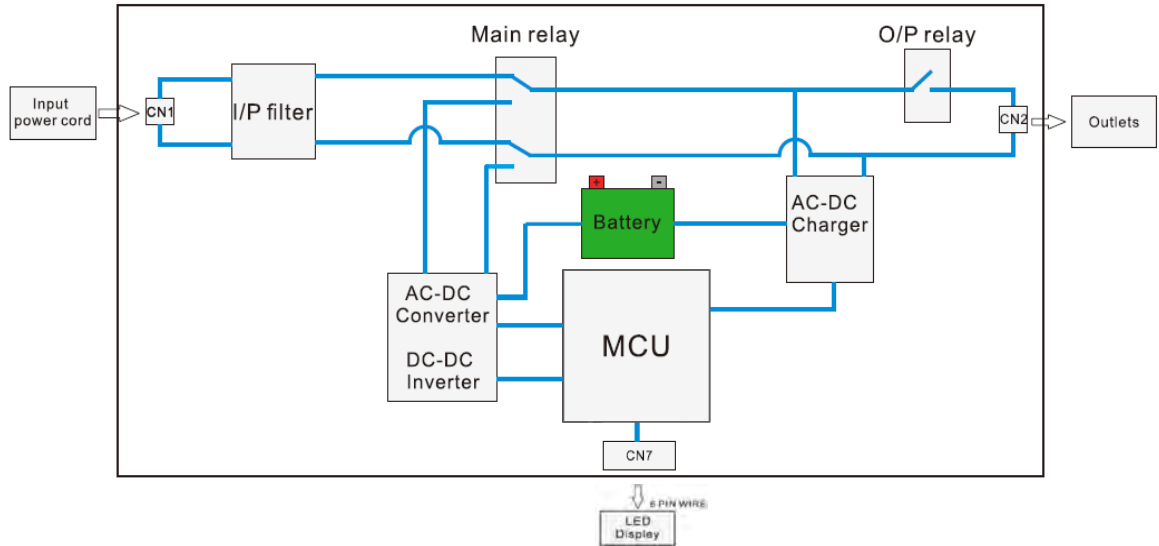 Main relay
O/P relay
Input
power cord
CN1
I/P filter
CN2
Outlets
+
-
Battery
AC-DC
Charger
AC-DC
Converter
DC-DC
Inverter
MCU
CN7
6 PIN WIRE
LED
Display